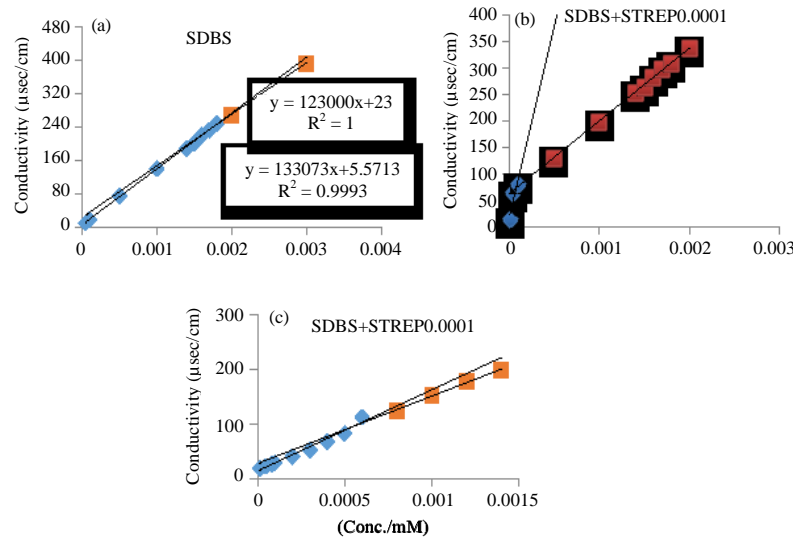 (a)
SDBS
Conductivity (µsec/cm)
480
400
320
240
160
80
0
y = 123000x+23
R² = 1
y = 133073x+5.5713
R² = 0.9993
0 0.001 0.002 0.003 0.004
(b)
SDBS+STREP0.0001
Conductivity (µsec/cm)
400
350
300
250
200
150
100
50
0
0 0.001 0.002 0.003
(c)
SDBS+STREP0.0001
Conductivity (µsec/cm)
300
200
100
0
0 0.0005 0.001 0.0015
(Conc./mM)